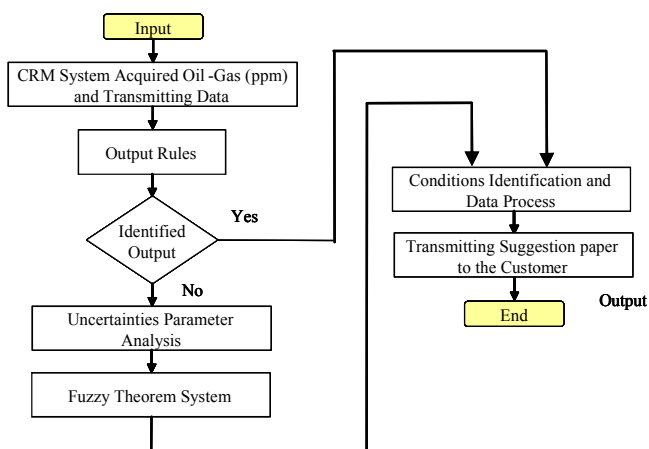 Input
CRM System Acquired Oil -Gas (ppm)
and Transmitting Data
Output Rules
Identified
Output
Yes
No
Uncertainties Parameter
Analysis
Fuzzy Theorem System
Conditions Identification and
Data Process
Transmitting Suggestion paper
to the Customer
Output
End